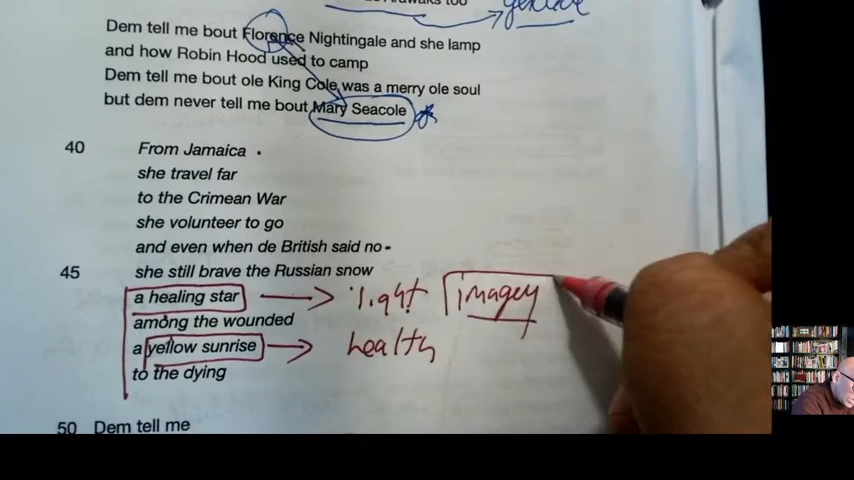 Arawaks too
Dem tell me bout Florence Nightingale and she lamp
and how Robin Hood used to camp
Dem tell me bout ole King Cole was a merry ole soul
but dem never tell me bout Mary Seacole
40 From Jamaica
she travel far
to the Crimean War
she volunteer to go
and even when de British said no
45 she still brave the Russian snow
a healing star light imagey
among the wounded
a yellow sunrise health
to the dying
50 Dem tell me